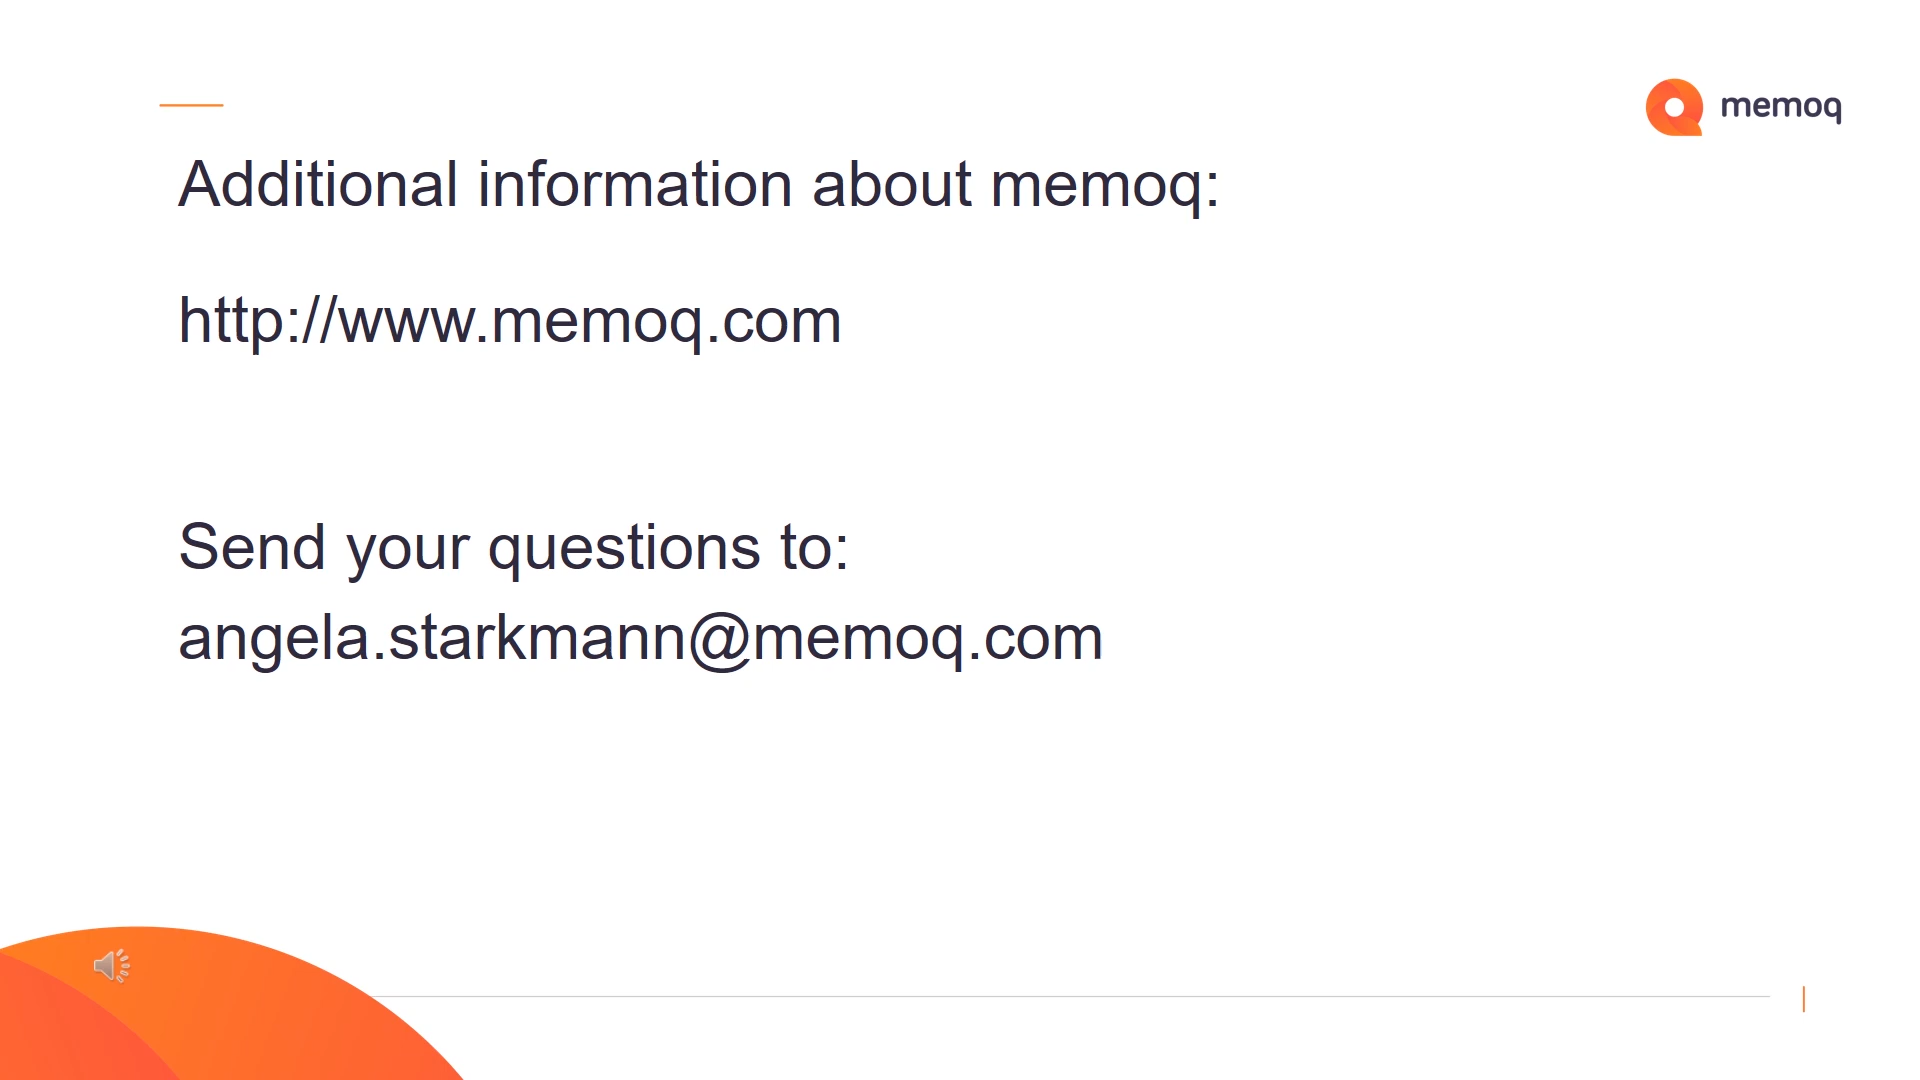 memoq
Additional information about memoq:
http://www.memoq.com
Send your questions to:
angela.starkmann@memoq.com